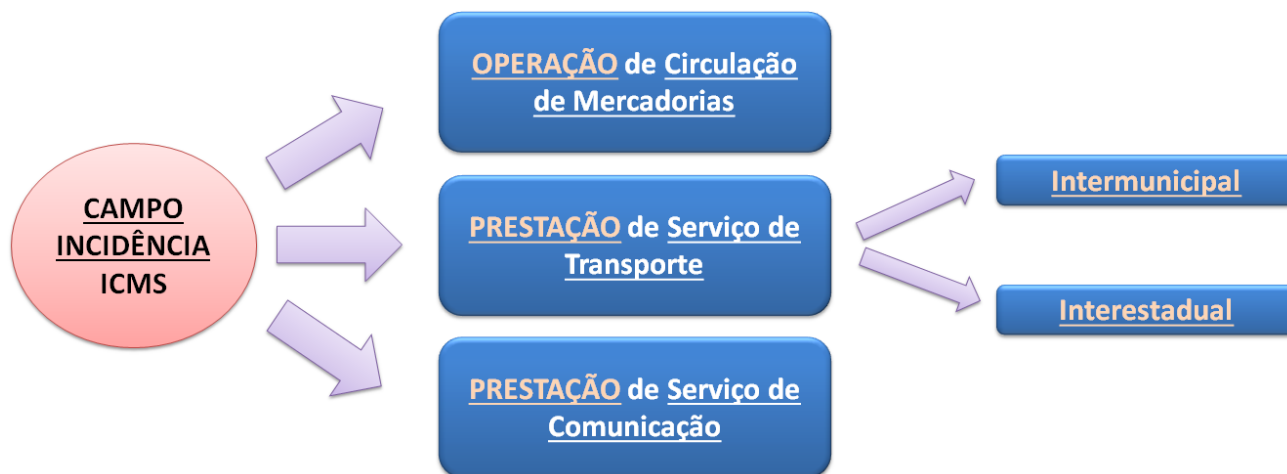 CAMPO
INCIDÊNCIA
ICMS
OPERAÇÃO de Circulação
de Mercadorias
PRESTAÇÃO de Serviço de
Transporte
Intermunicipal
Interestadual
PRESTAÇÃO de Serviço de
Comunicação